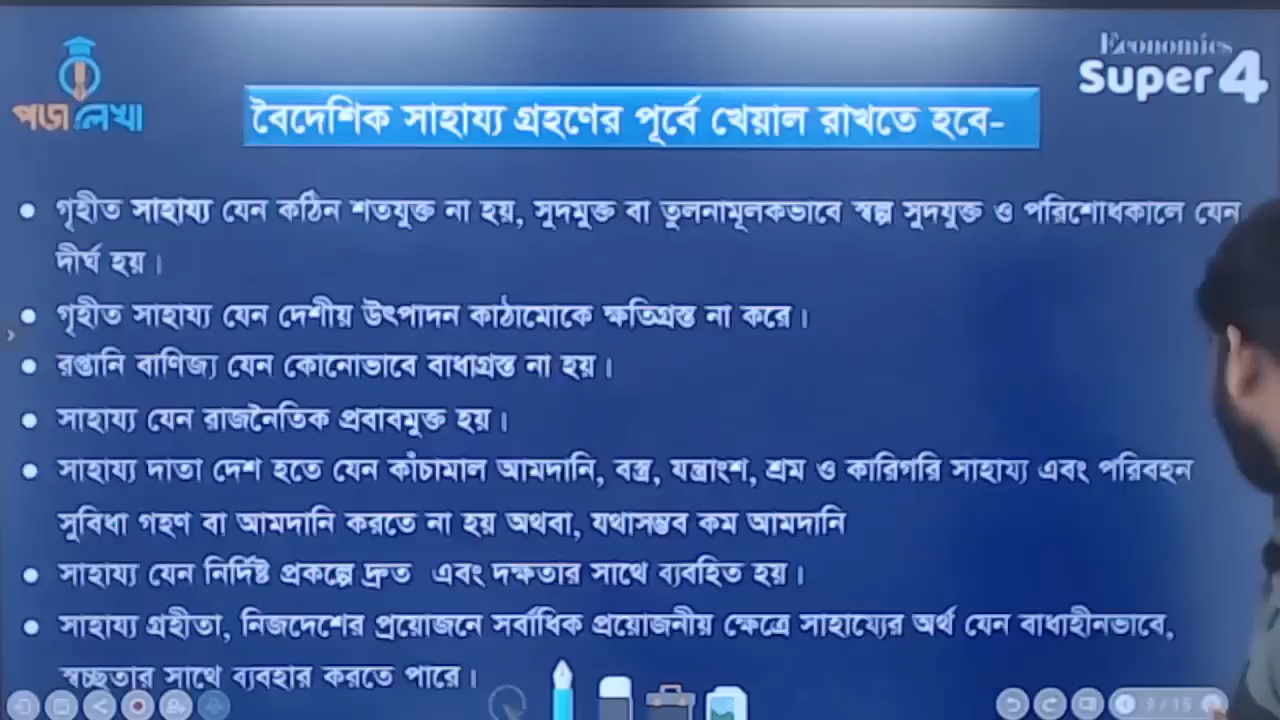 পড়ালেখা
Economics
Super 4
বৈদেশিক সাহায্য গ্রহণের পূর্বে খেয়াল রাখতে হবে-
• গৃহীত সাহায্য যেন কঠিন শতযুক্ত না হয়, সুদমুক্ত বা তুলনামূলকভাবে স্বল্প সুদযুক্ত ও পরিশোধকালে যেন
দীর্ঘ হয়।
• গৃহীত সাহায্য যেন দেশীয় উৎপাদন কাঠামোকে ক্ষতিগ্রস্ত না করে।
• রপ্তানি বাণিজ্য যেন কোনোভাবে বাধাগ্রস্ত না হয়।
• সাহায্য যেন রাজনৈতিক প্রবাবমুক্ত হয়।
• সাহায্য দাতা দেশ হতে যেন কাঁচামাল আমদানি, বস্ত্র, যন্ত্রাংশ, শ্রম ও কারিগরি সাহায্য এবং পরিবহন
সুবিধা গহণ বা আমদানি করতে না হয় অথবা, যথাসম্ভব কম আমদানি
• সাহায্য যেন নির্দিষ্ট প্রকল্পে দ্রুত এবং দক্ষতার সাথে ব্যবহিত হয়।
• সাহায্য গ্রহীতা, নিজদেশের প্রয়োজনে সর্বাধিক প্রয়োজনীয় ক্ষেত্রে সাহায্যের অর্থ যেন বাধাহীনভাবে,
স্বচ্ছতার সাথে ব্যবহার করতে পারে।